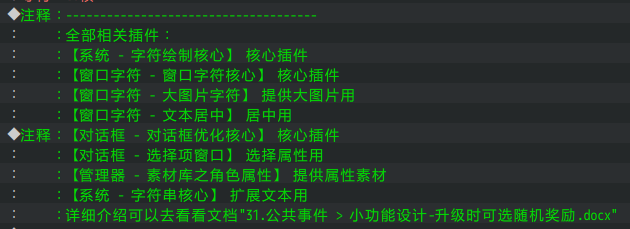 ◆注释：-------------------------------------
：　　：全部相关插件：
：　　：【系统 - 字符绘制核心】 核心插件
：　　：【窗口字符 - 窗口字符核心】 核心插件
：　　：【窗口字符 - 大图片字符】 提供大图片用
：　　：【窗口字符 - 文本居中】 居中用
◆注释：【对话框 - 对话框优化核心】 核心插件
：　　：【对话框 - 选择项窗口】 选择属性用
：　　：【管理器 - 素材库之角色属性】 提供属性素材
：　　：【系统 - 字符串核心】 扩展文本用
：　　：详细介绍可以去看看文档"31.公共事件 > 小功能设计-升级时可选随机奖励.docx"